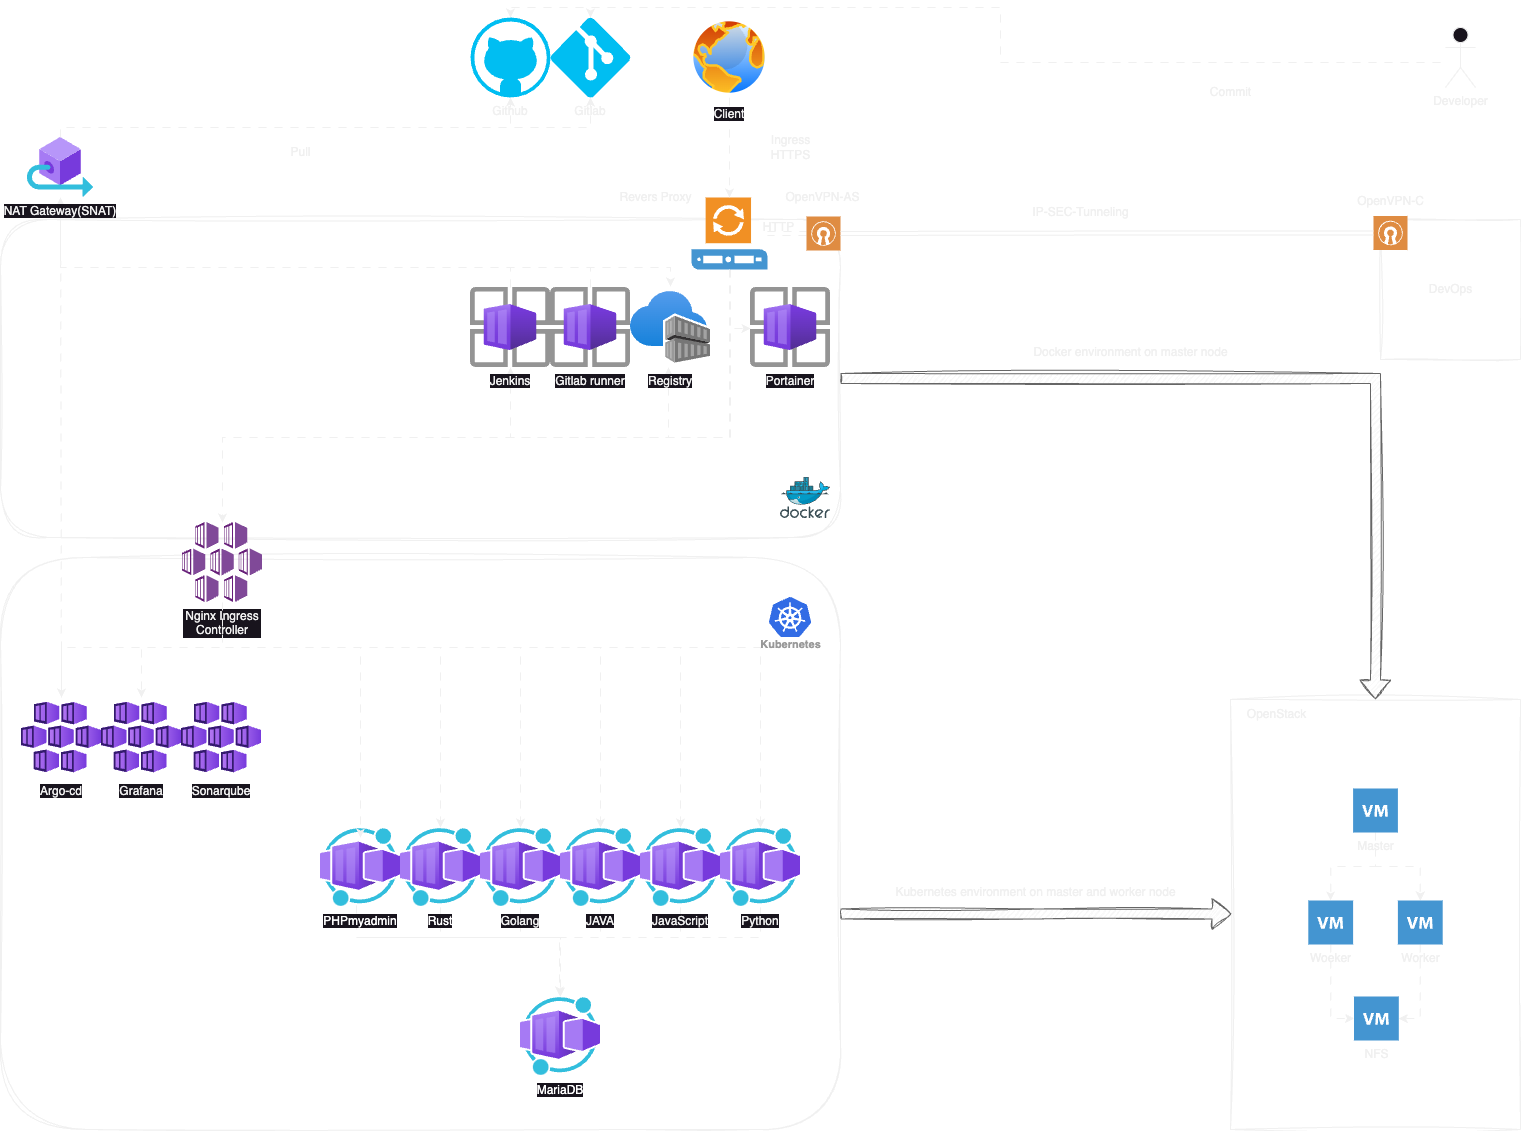 Github
Gitlab
Client
Commit
Developer
Ingress
HTTPS
Pull
NAT Gateway(SNAT)
Revers Proxy
OpenVPN-AS
IP-SEC-Tunneling
OpenVPN-C
HTTP
DevOps
Jenkins
Gitlab runner
Registry
Portainer
Docker environment on master node
docker
Nginx Ingress
Controller
Kubernetes
OpenStack
Argo-cd
Grafana
Sonarqube
VM
Master
PHPmyadmin
Rust
Golang
JAVA
JavaScript
Python
Kubernetes environment on master and worker node
VM
VM
Wooker
Worker
VM
NFS
MariaDB